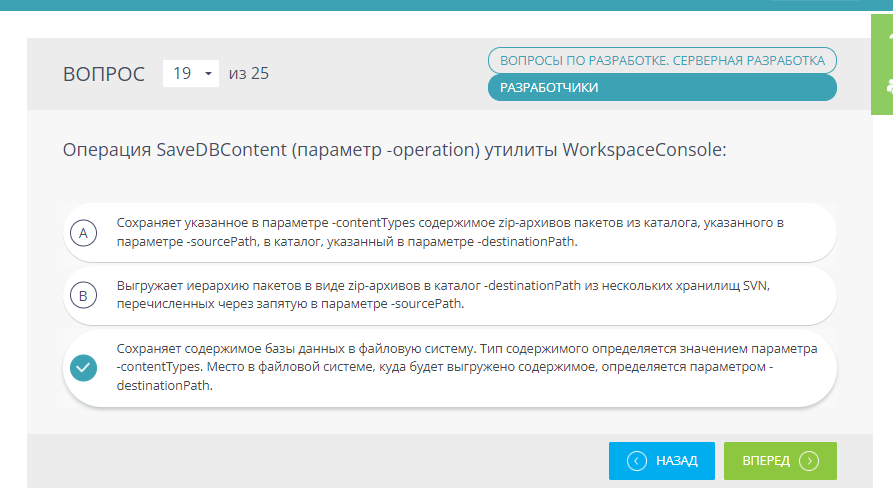 ВОПРОС 19 из 25
ВОПРОСЫ ПО РАЗРАБОТКЕ. СЕРВЕРНАЯ РАЗРАБОТКА
РАЗРАБОТЧИКИ
Операция SaveDBContent (параметр -operation) утилиты WorkspaceConsole:
A
Сохраняет указанное в параметре -contentTypes содержимое zip-архивов пакетов из каталога, указанного в
параметре -sourcePath, в каталог, указанный в параметре -destinationPath.
B
Выгружает иерархию пакетов в виде zip-архивов в каталог -destinationPath из нескольких хранилищ SVN,
перечисленных через запятую в параметре -sourcePath.
Сохраняет содержимое базы данных в файловую систему. Тип содержимого определяется значением параметра
-contentTypes. Место в файловой системе, куда будет выгружено содержимое, определяется параметром -
destinationPath.
НАЗАД
ВПЕРЕД